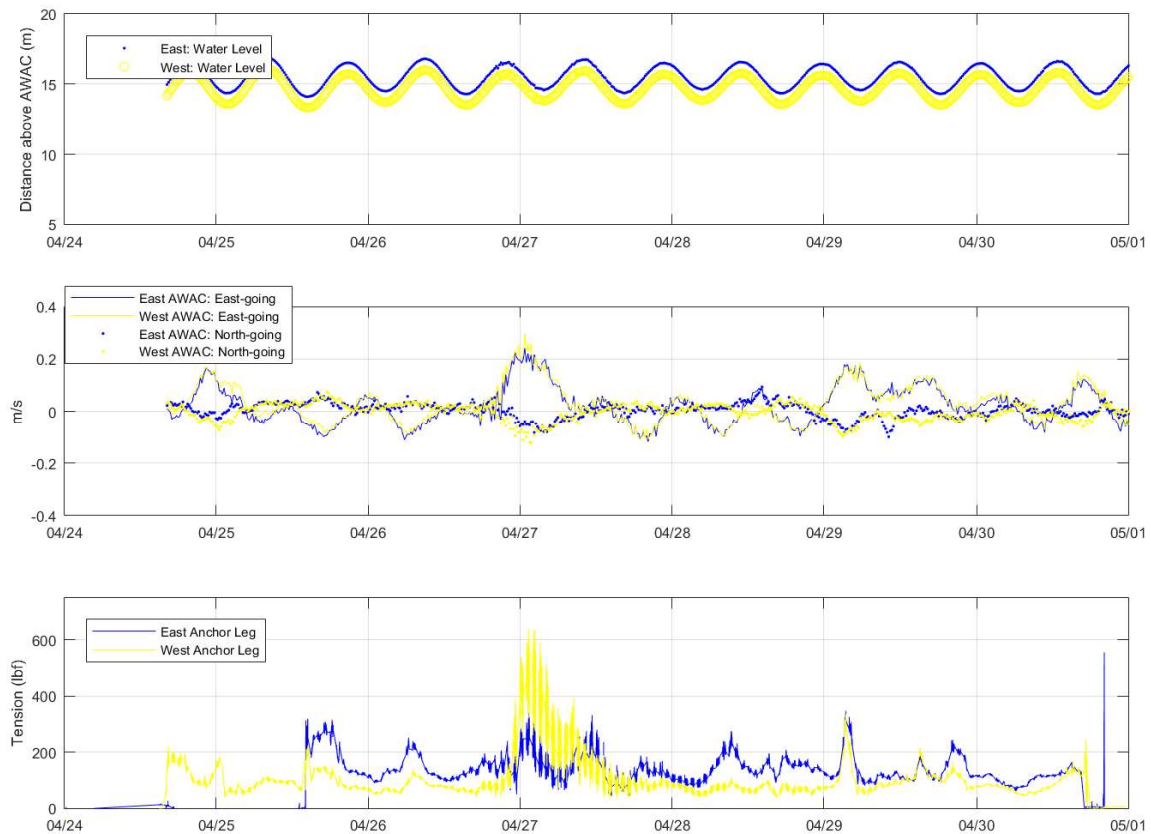 Distance above AWAC (m)
20
15
10
5
East: Water Level
West: Water Level
04/24 04/25 04/26 04/27 04/28 04/29 04/30 05/01
m/s
0.4
0.2
0
-0.2
-0.4
East AWAC: East-going
West AWAC: East-going
East AWAC: North-going
West AWAC: North-going
04/24 04/25 04/26 04/27 04/28 04/29 04/30 05/01
Tension (lbf)
600
400
200
0
East Anchor Leg
West Anchor Leg
04/24 04/25 04/26 04/27 04/28 04/29 04/30 05/01